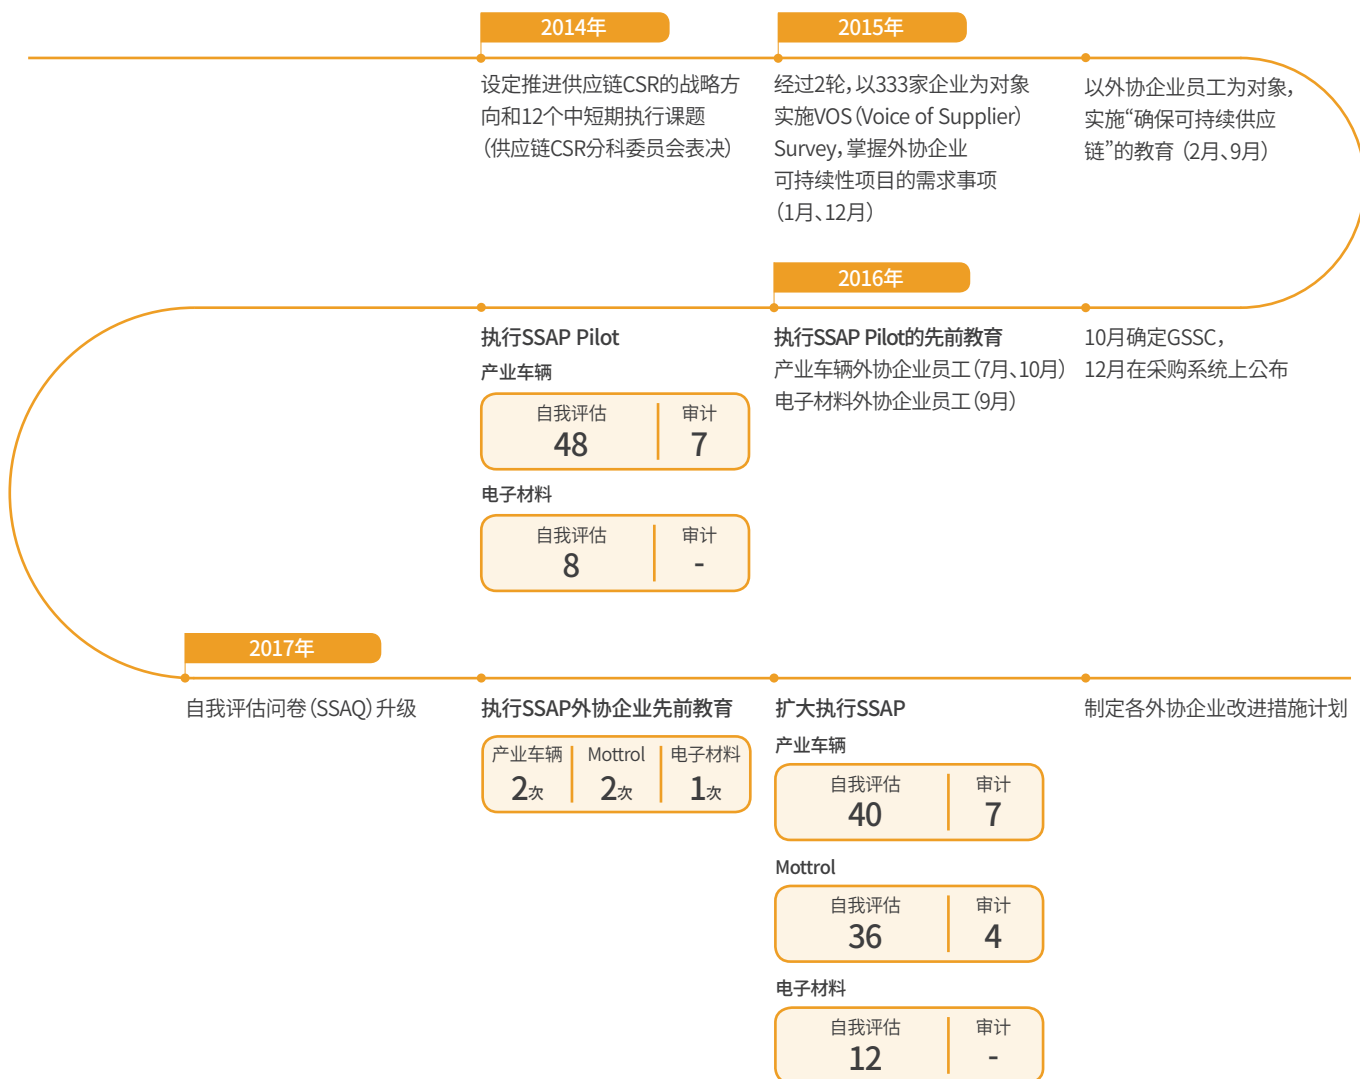 2014年
设定推进供应链CSR的战略方
向和12个中短期执行课题
（供应链CSR分科委员会表决）
2015年
经过2轮，以333家企业为对象
实施VOS（Voice of Supplier）
Survey，掌握外协企业
可持续性项目的需求事项
（1月、12月）
以外协企业员工为对象，
实施“确保可持续供应
链”的教育（2月、9月）
10月确定GSSC，
12月在采购系统上公布
2016年
执行SSAP Pilot的先前教育
产业车辆外协企业员工（7月、10月）
电子材料外协企业员工（9月）
执行SSAP Pilot
产业车辆
自我评估 审计
48 7
电子材料
自我评估 审计
8 -
2017年
自我评估问卷（SSAQ）升级
执行SSAP外协企业先前教育
产业车辆 Mottrol 电子材料
2次 2次 1次
扩大执行SSAP
产业车辆
自我评估 审计
40 7
Mottrol
自我评估 审计
36 4
电子材料
自我评估 审计
12 -
制定各外协企业改进措施计划